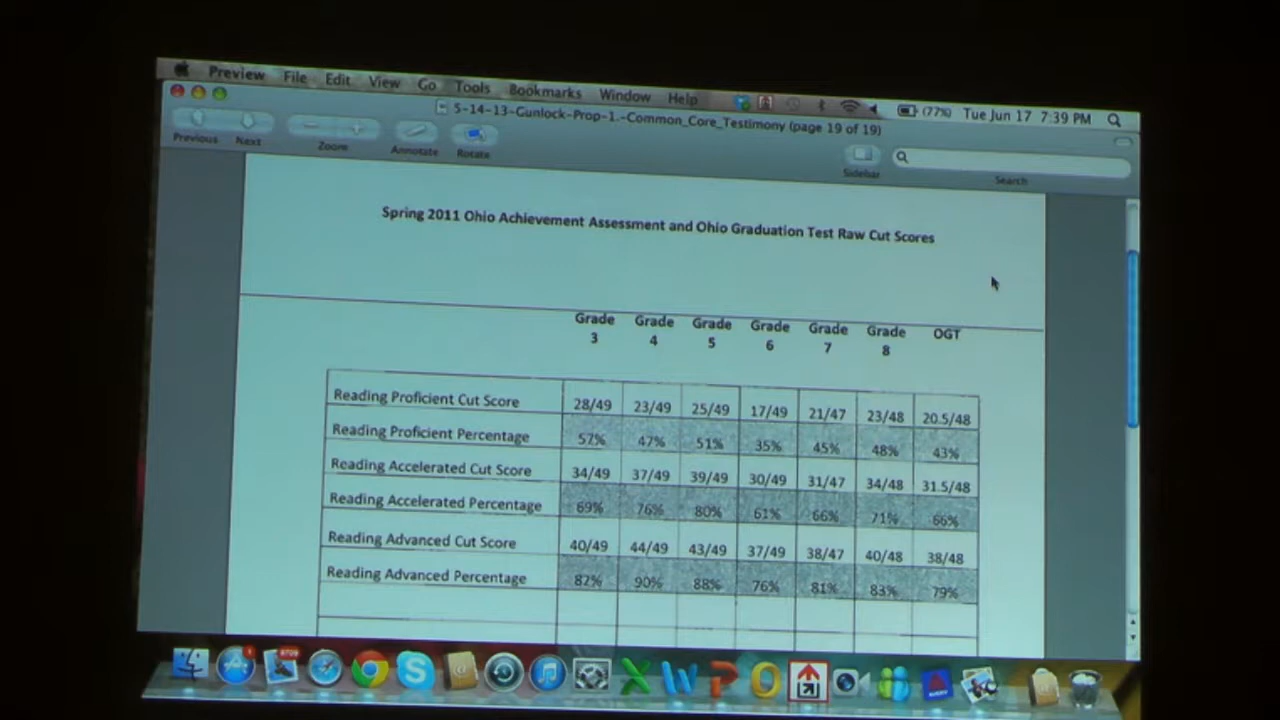 Preview File Edit View Go Tools Bookmarks Window Help (77%) Tue Jun 17 7:39 PM
5-14-13-Gunlock-Prop-1.-Common_Core_Testimony (page 19 of 19)
Previous Next Zoom Annotate Rotate Sidebar Search
Spring 2011 Ohio Achievement Assessment and Ohio Graduation Test Raw Cut Scores
Grade 3 Grade 4 Grade 5 Grade 6 Grade 7 Grade 8 OGT
Reading Proficient Cut Score 28/49 23/49 25/49 17/49 21/47 23/48 20.5/48
Reading Proficient Percentage 57% 47% 51% 35% 45% 48% 43%
Reading Accelerated Cut Score 34/49 37/49 39/49 30/49 31/47 34/48 31.5/48
Reading Accelerated Percentage 69% 76% 80% 61% 66% 71% 66%
Reading Advanced Cut Score 40/49 44/49 43/49 37/49 38/47 40/48 38/48
Reading Advanced Percentage 82% 90% 88% 76% 81% 83% 79%